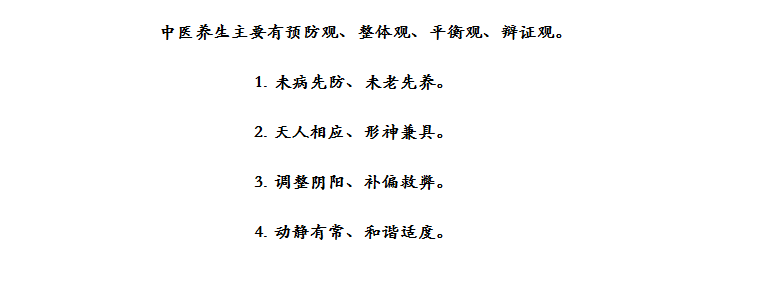 中医养生主要有预防观、整体观、平衡观、辩证观。
1. 未病先防、未老先养。
2. 天人相应、形神兼具。
3. 调整阴阳、补偏救弊。
4. 动静有常、和谐适度。